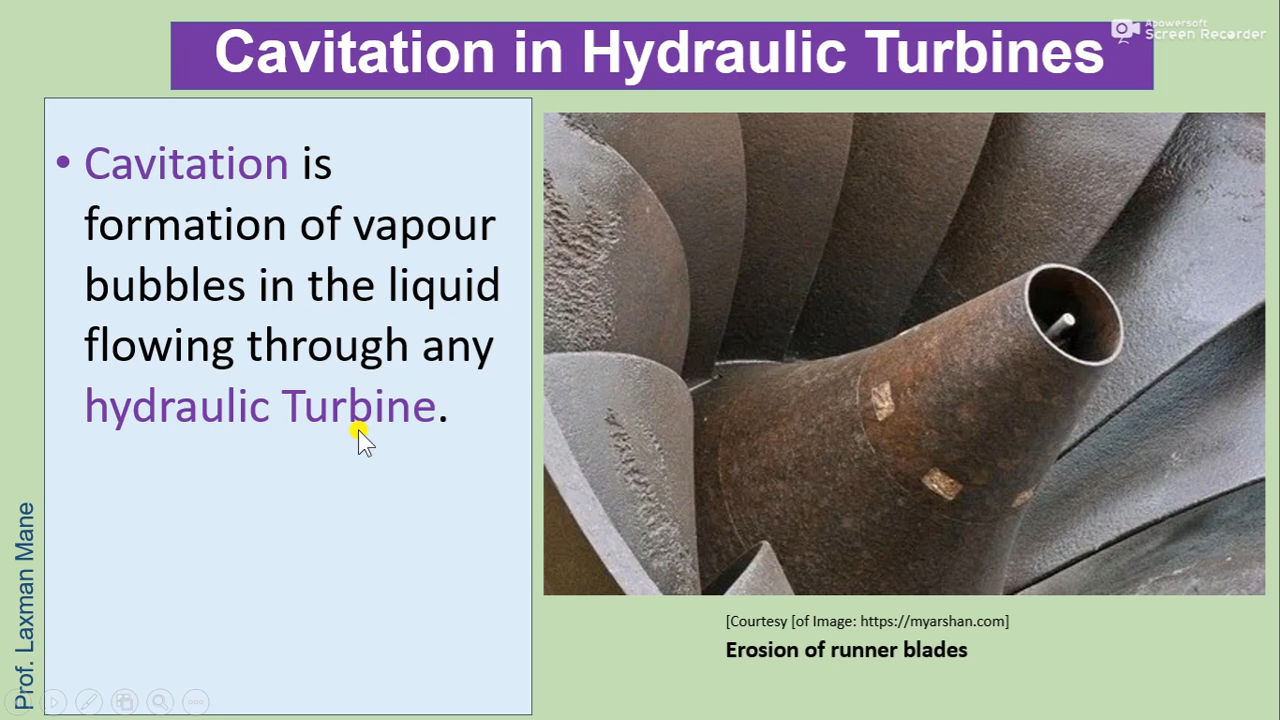 Cavitation in Hydraulic Turbines
Apowersoft
Screen Recorder
• Cavitation is
formation of vapour
bubbles in the liquid
flowing through any
hydraulic Turbine.
[Courtesy [of Image: https://myarshan.com]
Erosion of runner blades
Prof. Laxman Mane